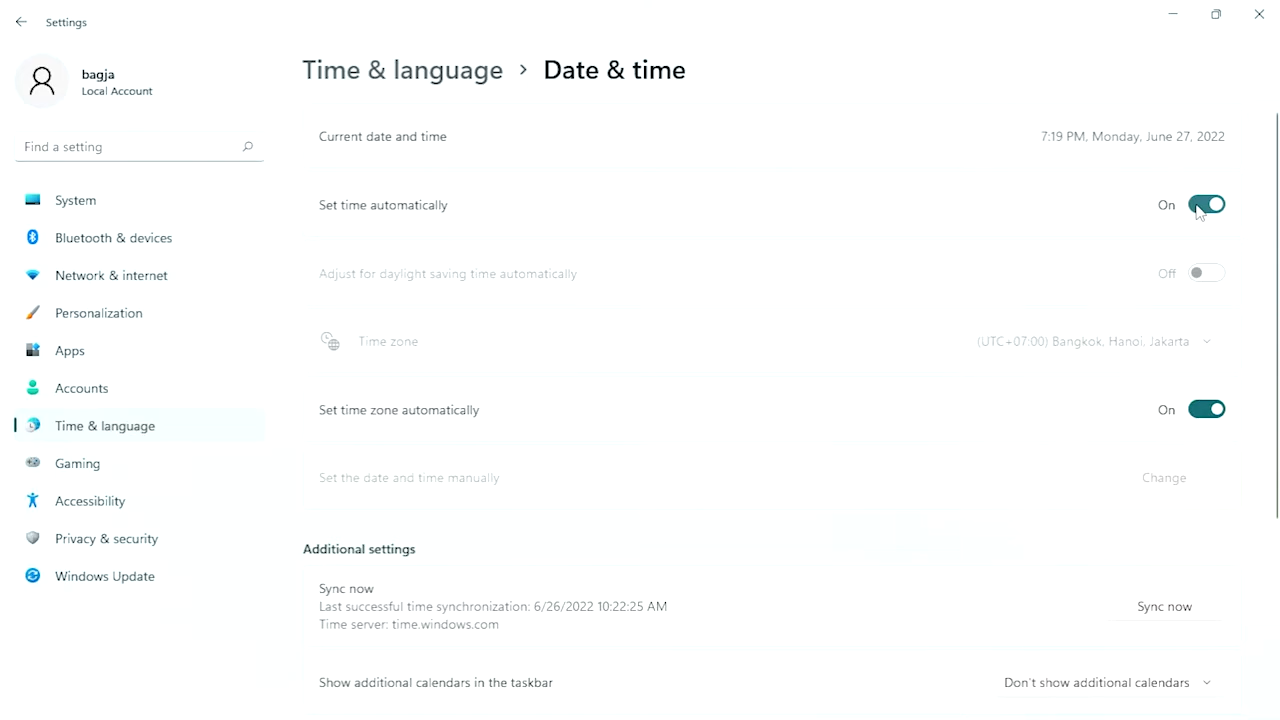 Settings
bagja
Local Account
Find a setting
System
Bluetooth & devices
Network & internet
Personalization
Apps
Accounts
Time & language
Gaming
Accessibility
Privacy & security
Windows Update
Time & language › Date & time
Current date and time 7:19 PM, Monday, June 27, 2022
Set time automatically On
Adjust for daylight saving time automatically Off
Time zone (UTC+07:00) Bangkok, Hanoi, Jakarta
Set time zone automatically On
Set the date and time manually Change
Additional settings
Sync now
Last successful time synchronization: 6/26/2022 10:22:25 AM
Time server: time.windows.com
Sync now
Show additional calendars in the taskbar Don't show additional calendars